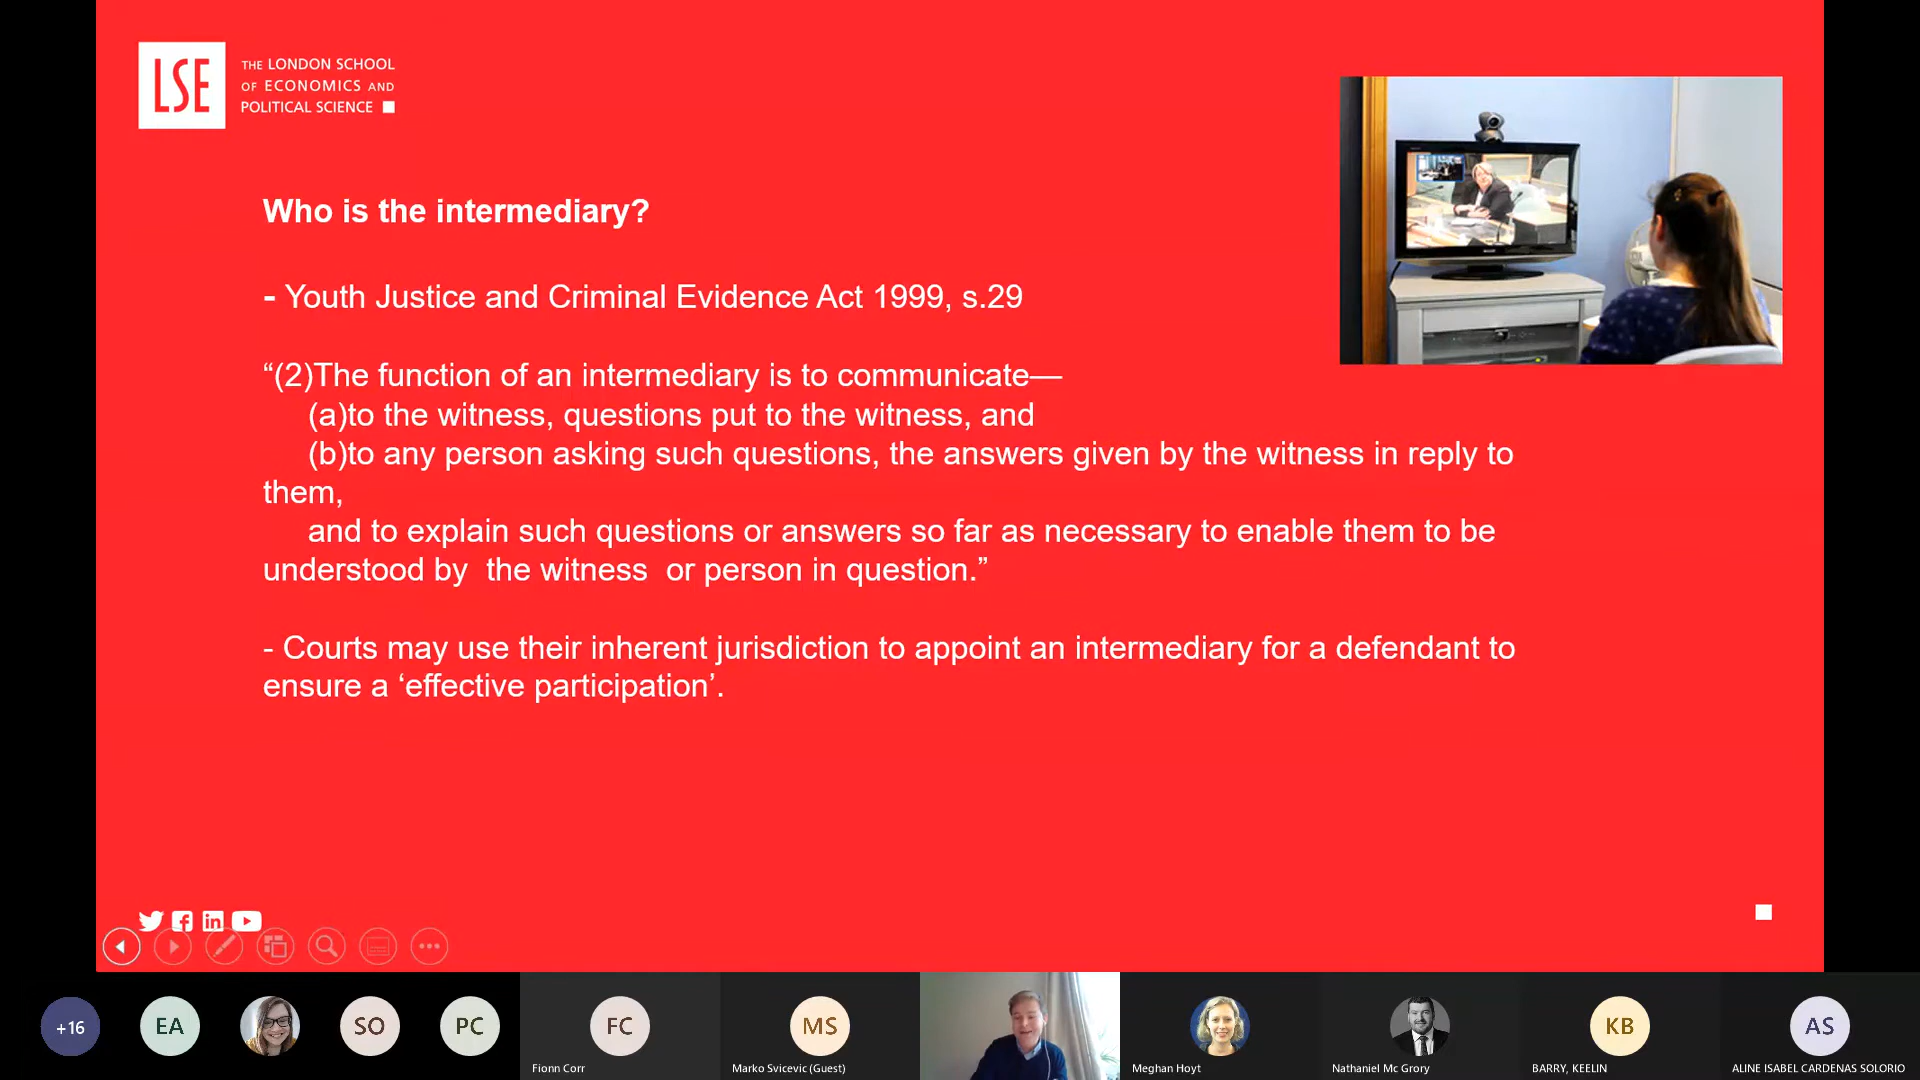 LSE
THE LONDON SCHOOL
OF ECONOMICS AND
POLITICAL SCIENCE
Who is the intermediary?
- Youth Justice and Criminal Evidence Act 1999, s.29
“(2)The function of an intermediary is to communicate—
(a)to the witness, questions put to the witness, and
(b)to any person asking such questions, the answers given by the witness in reply to
them,
and to explain such questions or answers so far as necessary to enable them to be
understood by the witness or person in question.”
- Courts may use their inherent jurisdiction to appoint an intermediary for a defendant to
ensure a ‘effective participation’.
+16
EA
SO
PC
FC
Fionn Corr
MS
Marko Svicevic (Guest)
Meghan Hoyt
Nathaniel Mc Grory
KB
BARRY, KEELIN
AS
ALINE ISABEL CARDENAS SOLORIO